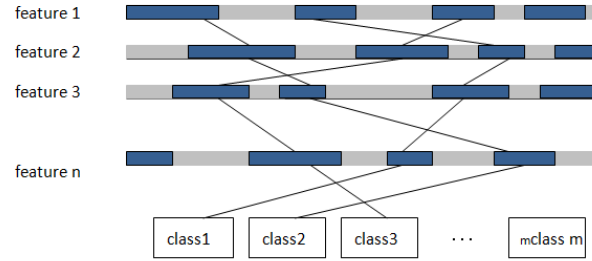 feature 1
feature 2
feature 3
feature n
class1 class2 class3 ... mclass m